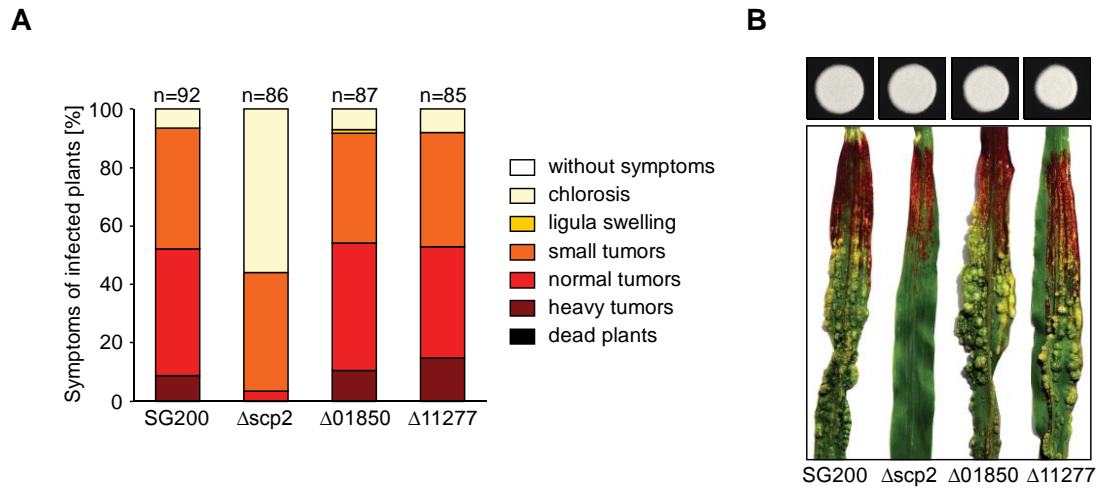 A
B
n=92 n=86 n=87 n=85
Symptoms of infected plants [%]
100
80
60
40
20
0
SG200 Δscp2 Δ01850 Δ11277
without symptoms
chlorosis
ligula swelling
small tumors
normal tumors
heavy tumors
dead plants
SG200 Δscp2 Δ01850 Δ11277